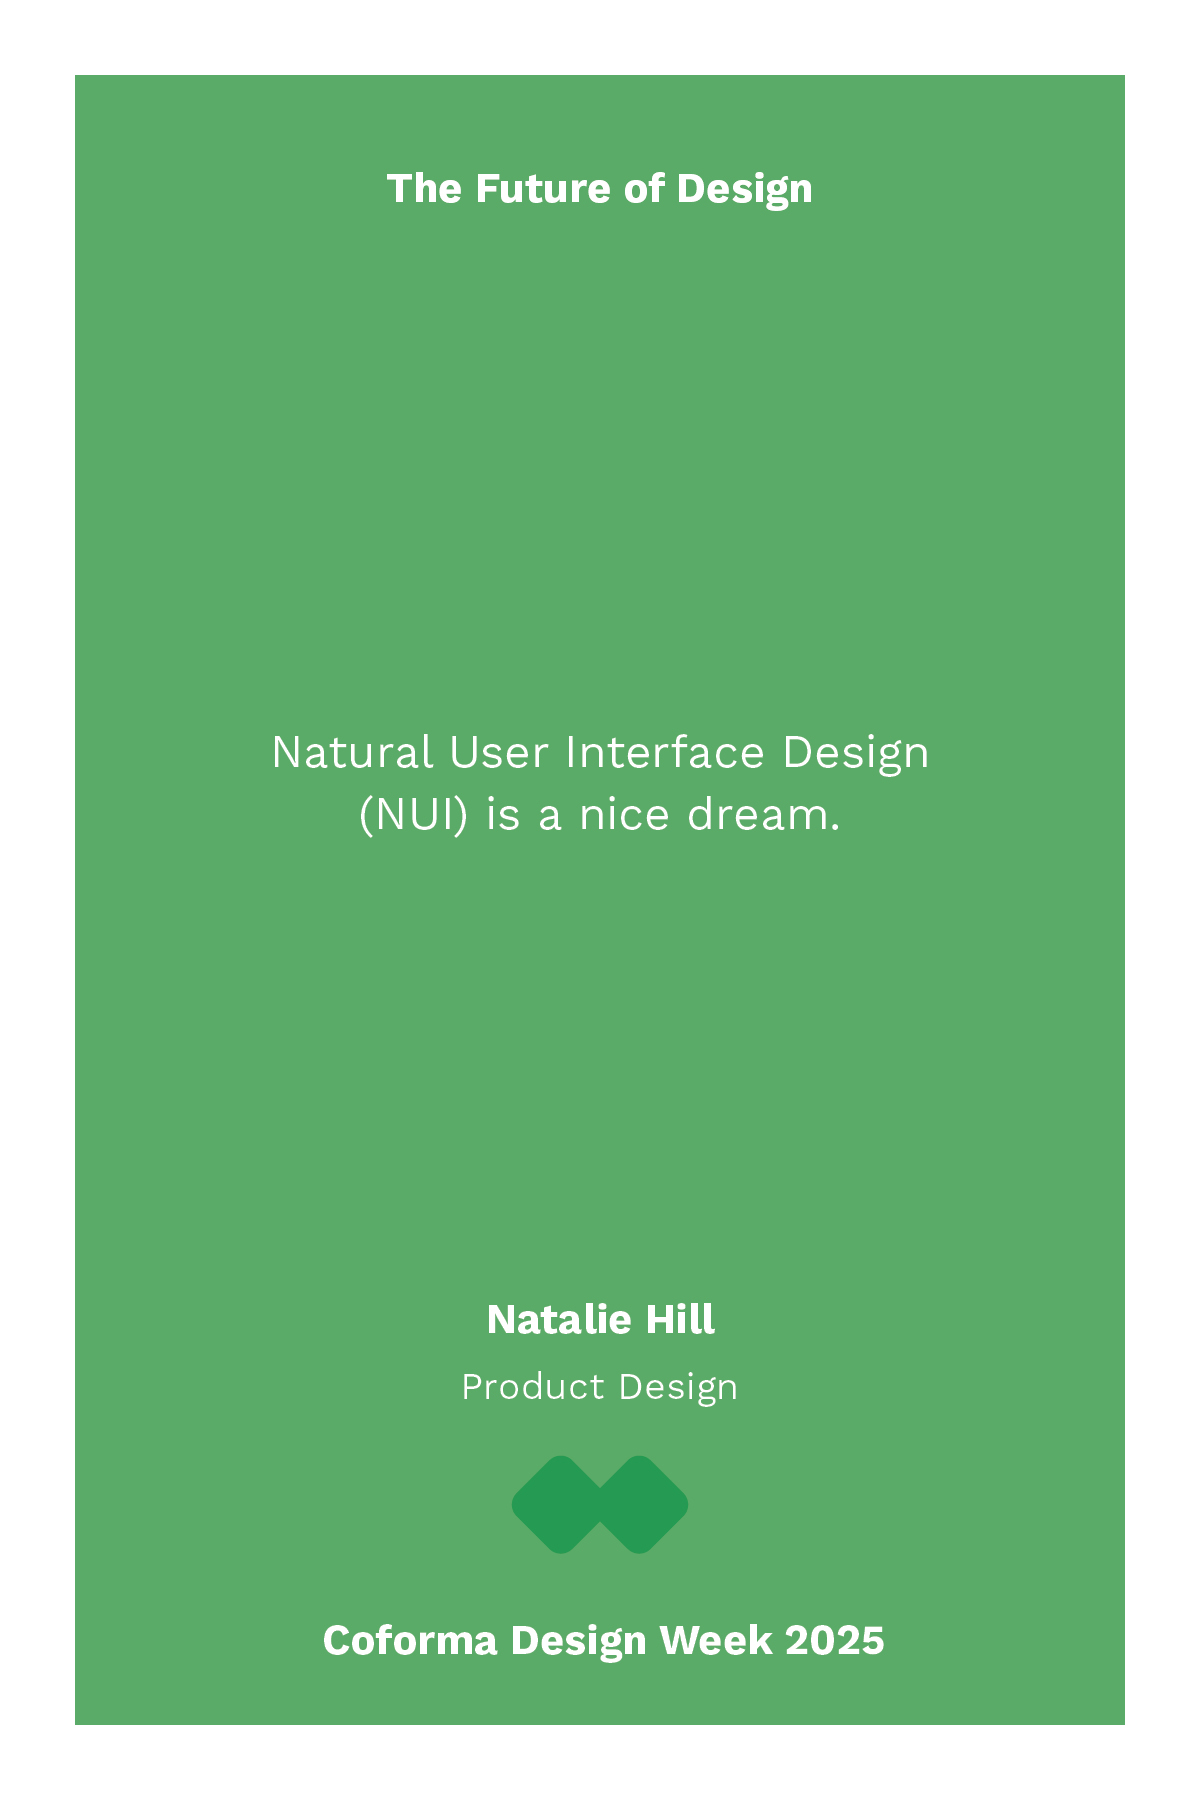 The Future of Design
Natural User Interface Design
(NUI) is a nice dream.
Natalie Hill
Product Design
Coforma Design Week 2025